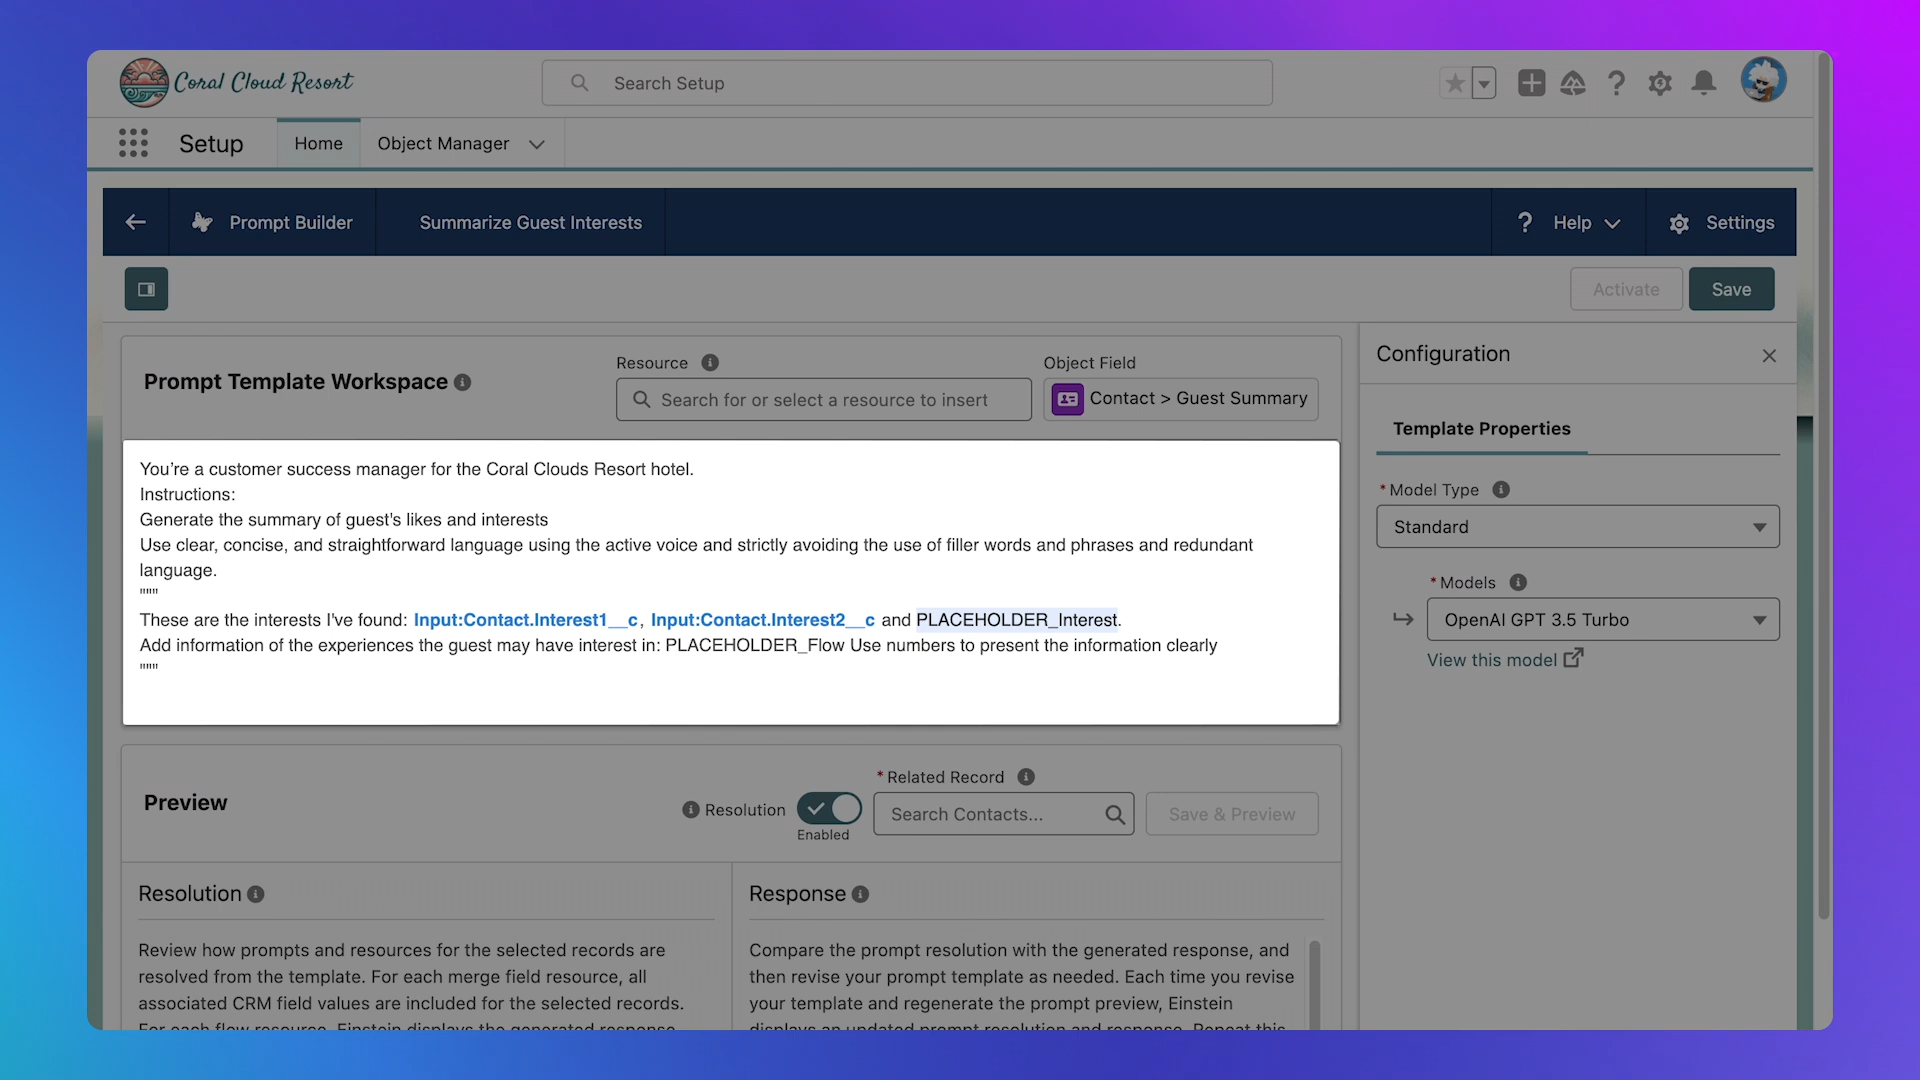 Coral Cloud Resort
Search Setup
Setup
Home
Object Manager
Prompt Builder
Summarize Guest Interests
Help
Settings
Activate
Save
Prompt Template Workspace
Resource
Search for or select a resource to insert
Object Field
Contact > Guest Summary
You’re a customer success manager for the Coral Clouds Resort hotel.
Instructions:
Generate the summary of guest's likes and interests
Use clear, concise, and straightforward language using the active voice and strictly avoiding the use of filler words and phrases and redundant
language.
"""
These are the interests I've found: Input:Contact.Interest1__c, Input:Contact.Interest2__c and PLACEHOLDER_Interest.
Add information of the experiences the guest may have interest in: PLACEHOLDER_Flow Use numbers to present the information clearly
"""
Configuration
Template Properties
*Model Type
Standard
*Models
OpenAI GPT 3.5 Turbo
View this model
Preview
Resolution
Enabled
*Related Record
Search Contacts...
Save & Preview
Resolution
Review how prompts and resources for the selected records are
resolved from the template. For each merge field resource, all
associated CRM field values are included for the selected records.
For each flow resource, Einstein displays the generated response
Response
Compare the prompt resolution with the generated response, and
then revise your prompt template as needed. Each time you revise
your template and regenerate the prompt preview, Einstein
displays an updated prompt resolution and response. Repeat this